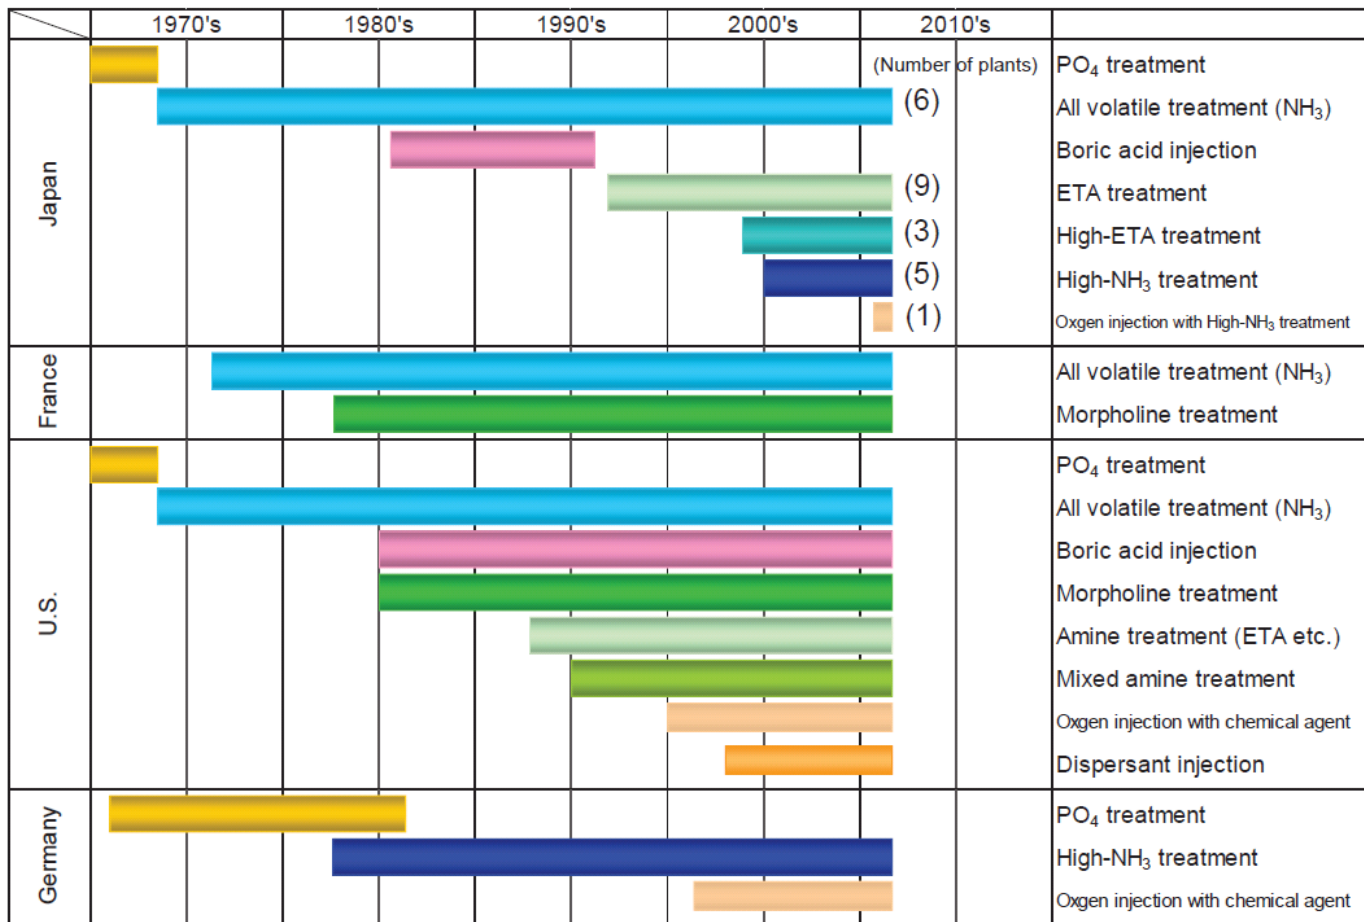 1970's 1980's 1990's 2000's 2010's
Japan
(Number of plants) PO₄ treatment
(6) All volatile treatment (NH₃)
Boric acid injection
(9) ETA treatment
(3) High-ETA treatment
(5) High-NH₃ treatment
(1) Oxgen injection with High-NH₃ treatment
France
All volatile treatment (NH₃)
Morpholine treatment
U.S.
PO₄ treatment
All volatile treatment (NH₃)
Boric acid injection
Morpholine treatment
Amine treatment (ETA etc.)
Mixed amine treatment
Oxgen injection with chemical agent
Dispersant injection
Germany
PO₄ treatment
High-NH₃ treatment
Oxgen injection with chemical agent